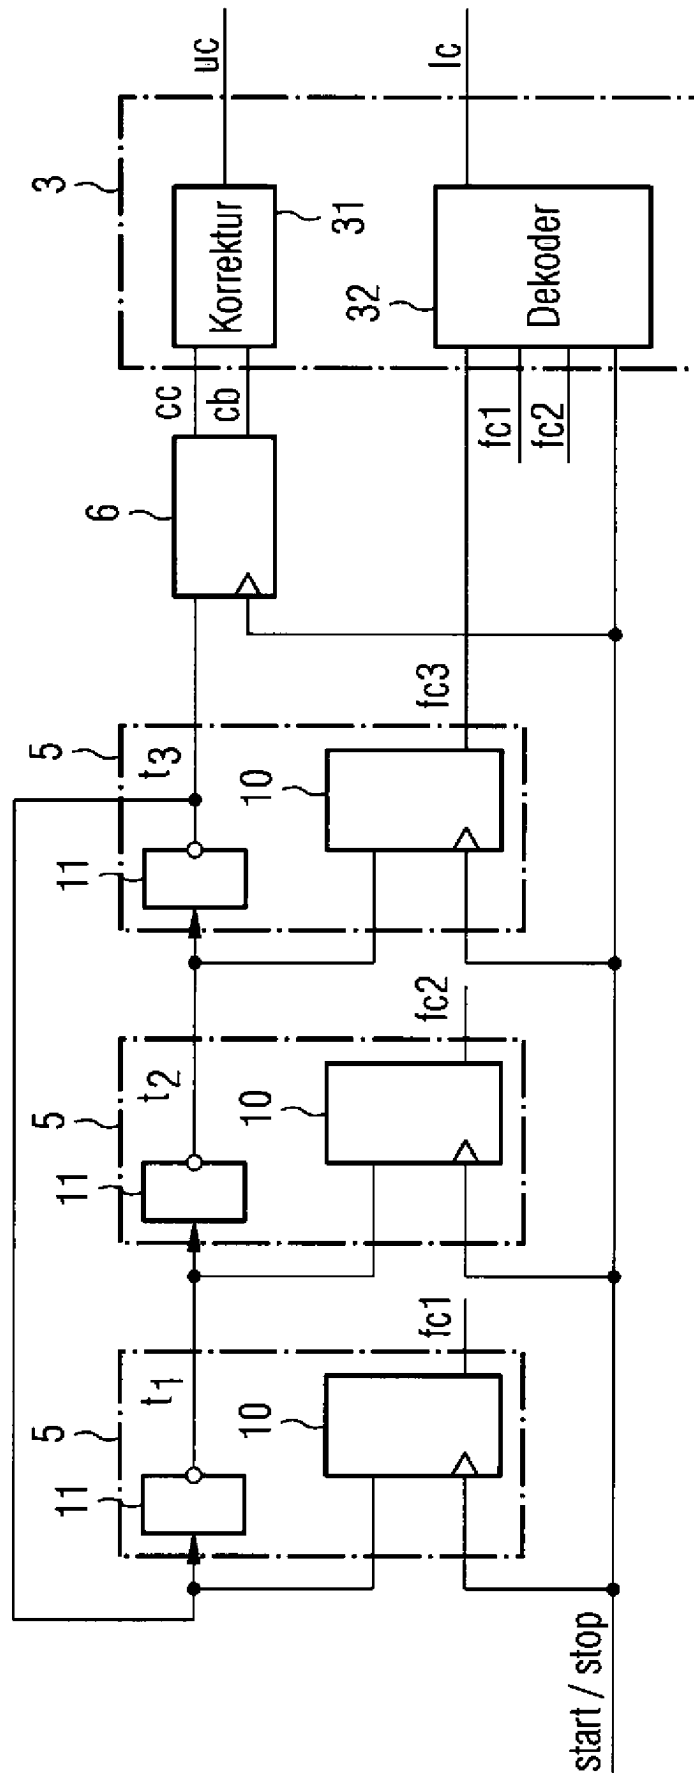 start / stop
5
11
t1
10
fc1
5
11
t2
10
fc2
5
11
t3
10
fc3
6
cc
cb
3
Korrektur
31
uc
fc1
fc2
32
Dekoder
lc